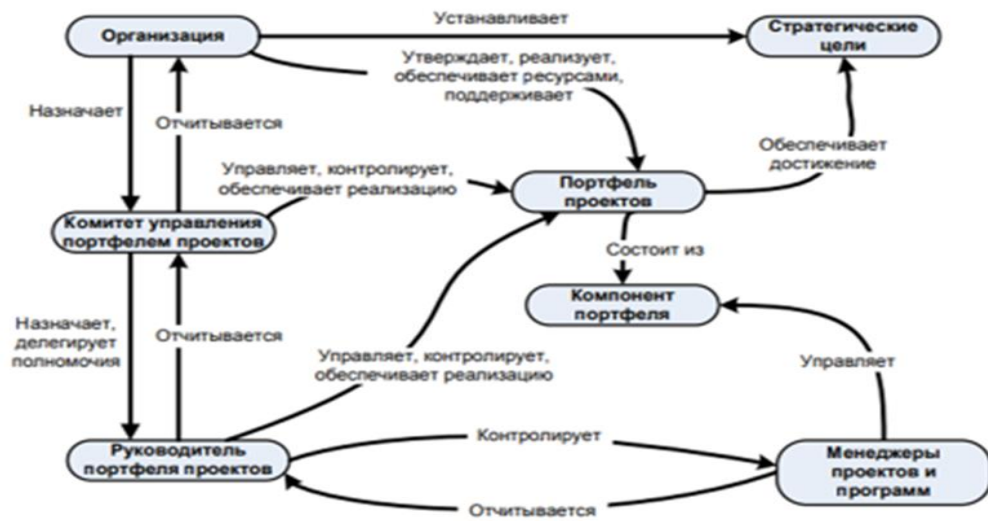 Устанавливает
Организация
Стратегические
цели
Утверждает, реализует,
обеспечивает ресурсами,
поддерживает
Назначает
Отчитывается
Обеспечивает
достижение
Управляет, контролирует,
обеспечивает реализацию
Портфель
проектов
Комитет управления
портфелем проектов
Состоит из
Компонент
портфеля
Назначает,
делегирует
полномочия
Отчитывается
Управляет, контролирует,
обеспечивает реализацию
Управляет
Руководитель
портфеля проектов
Контролирует
Менеджеры
проектов и
программ
Отчитывается